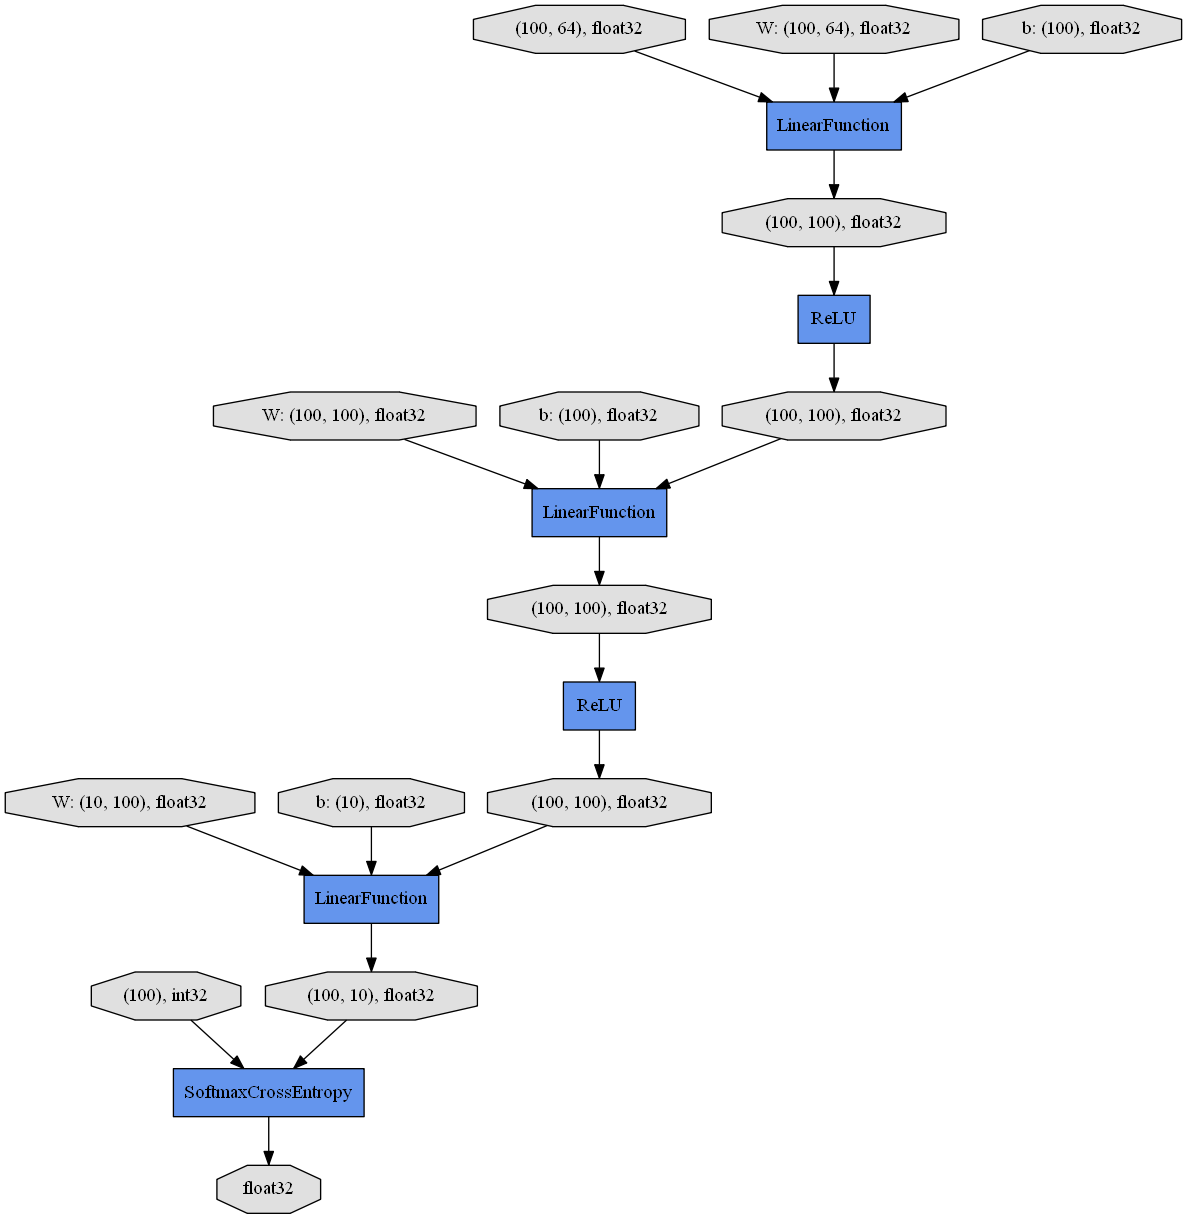 (100, 64), float32
W: (100, 64), float32
b: (100), float32
LinearFunction
(100, 100), float32
ReLU
W: (100, 100), float32
b: (100), float32
(100, 100), float32
LinearFunction
(100, 100), float32
ReLU
W: (10, 100), float32
b: (10), float32
(100, 100), float32
LinearFunction
(100), int32
(100, 10), float32
SoftmaxCrossEntropy
float32